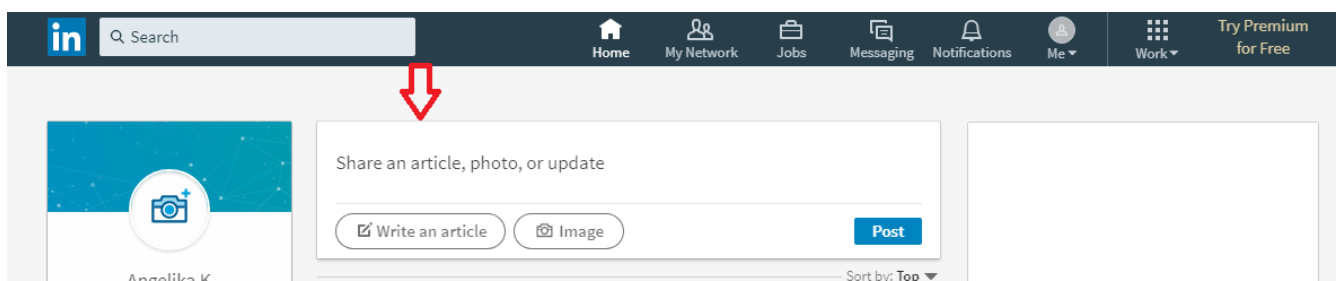 in
Search
Home
My Network
Jobs
Messaging
Notifications
Me
Work
Try Premium
for Free
Share an article, photo, or update
Write an article
Image
Post
Angelika K
Sort by: Top